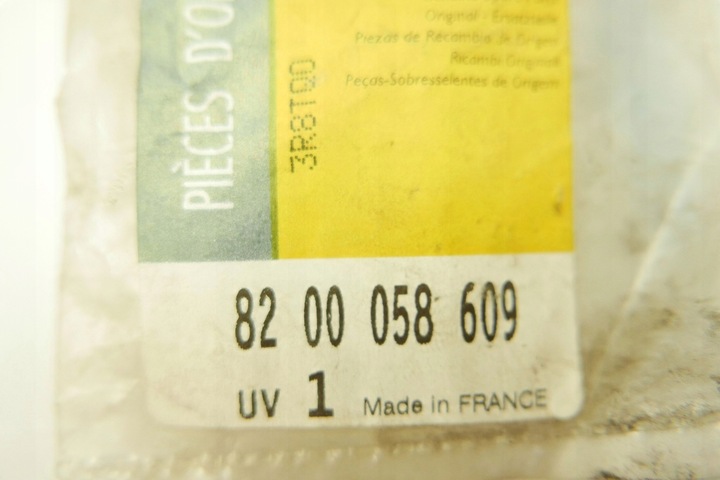 PIÈCES D'O
Original - Ersatzteile
Piezas de Recambio de Origen
Ricambi Originali
Peças-Sobresselentes de Origem
3R8T00
82 00 058 609
UV 1 Made in FRANCE